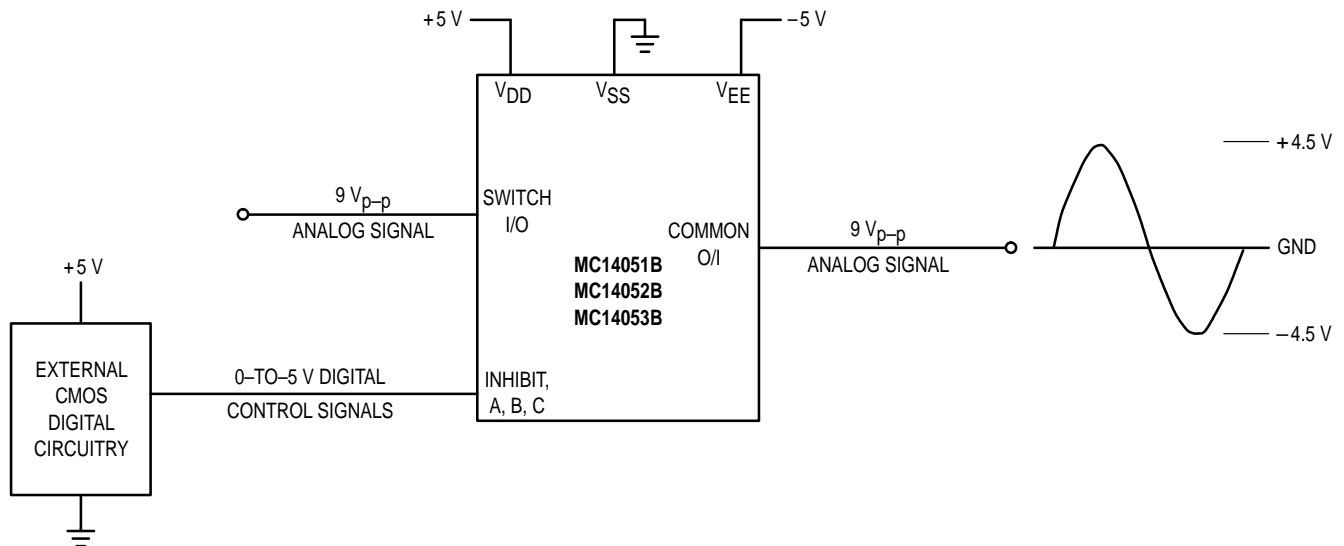 +5 V
−5 V
VDD
VSS
VEE
+4.5 V
9 Vp–p
ANALOG SIGNAL
SWITCH
I/O
COMMON
O/I
9 Vp–p
ANALOG SIGNAL
GND
MC14051B
MC14052B
MC14053B
+5 V
−4.5 V
EXTERNAL
CMOS
DIGITAL
CIRCUITRY
0–TO–5 V DIGITAL
CONTROL SIGNALS
INHIBIT,
A, B, C